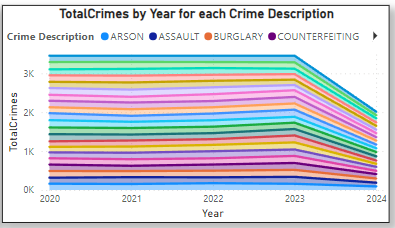 TotalCrimes by Year for each Crime Description
Crime Description ARSON ASSAULT BURGLARY COUNTERFEITING
3K
2K
1K
0K
TotalCrimes
2020 2021 2022 2023 2024
Year